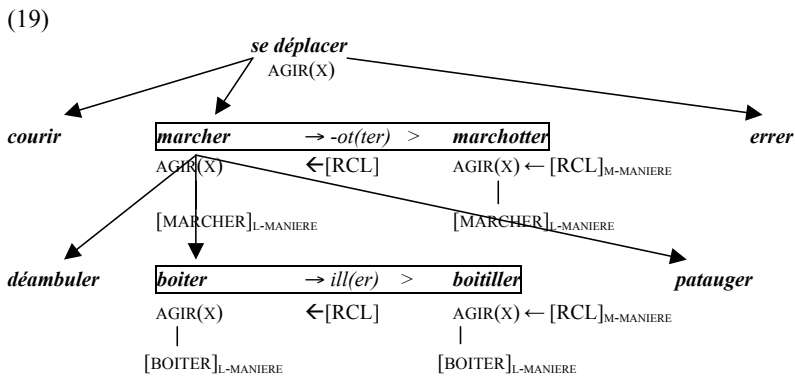 (19)
se déplacer
AGIR(X)
courir marcher → -ot(ter) > marchotter errer
AGIR(X) ←[RCL] AGIR(X) ← [RCL]M-MANIERE
[MARCHER]L-MANIERE [MARCHER]L-MANIERE
déambuler boiter → ill(er) > boitiller patauger
AGIR(X) ←[RCL] AGIR(X) ← [RCL]M-MANIERE
[BOITER]L-MANIERE [BOITER]L-MANIERE